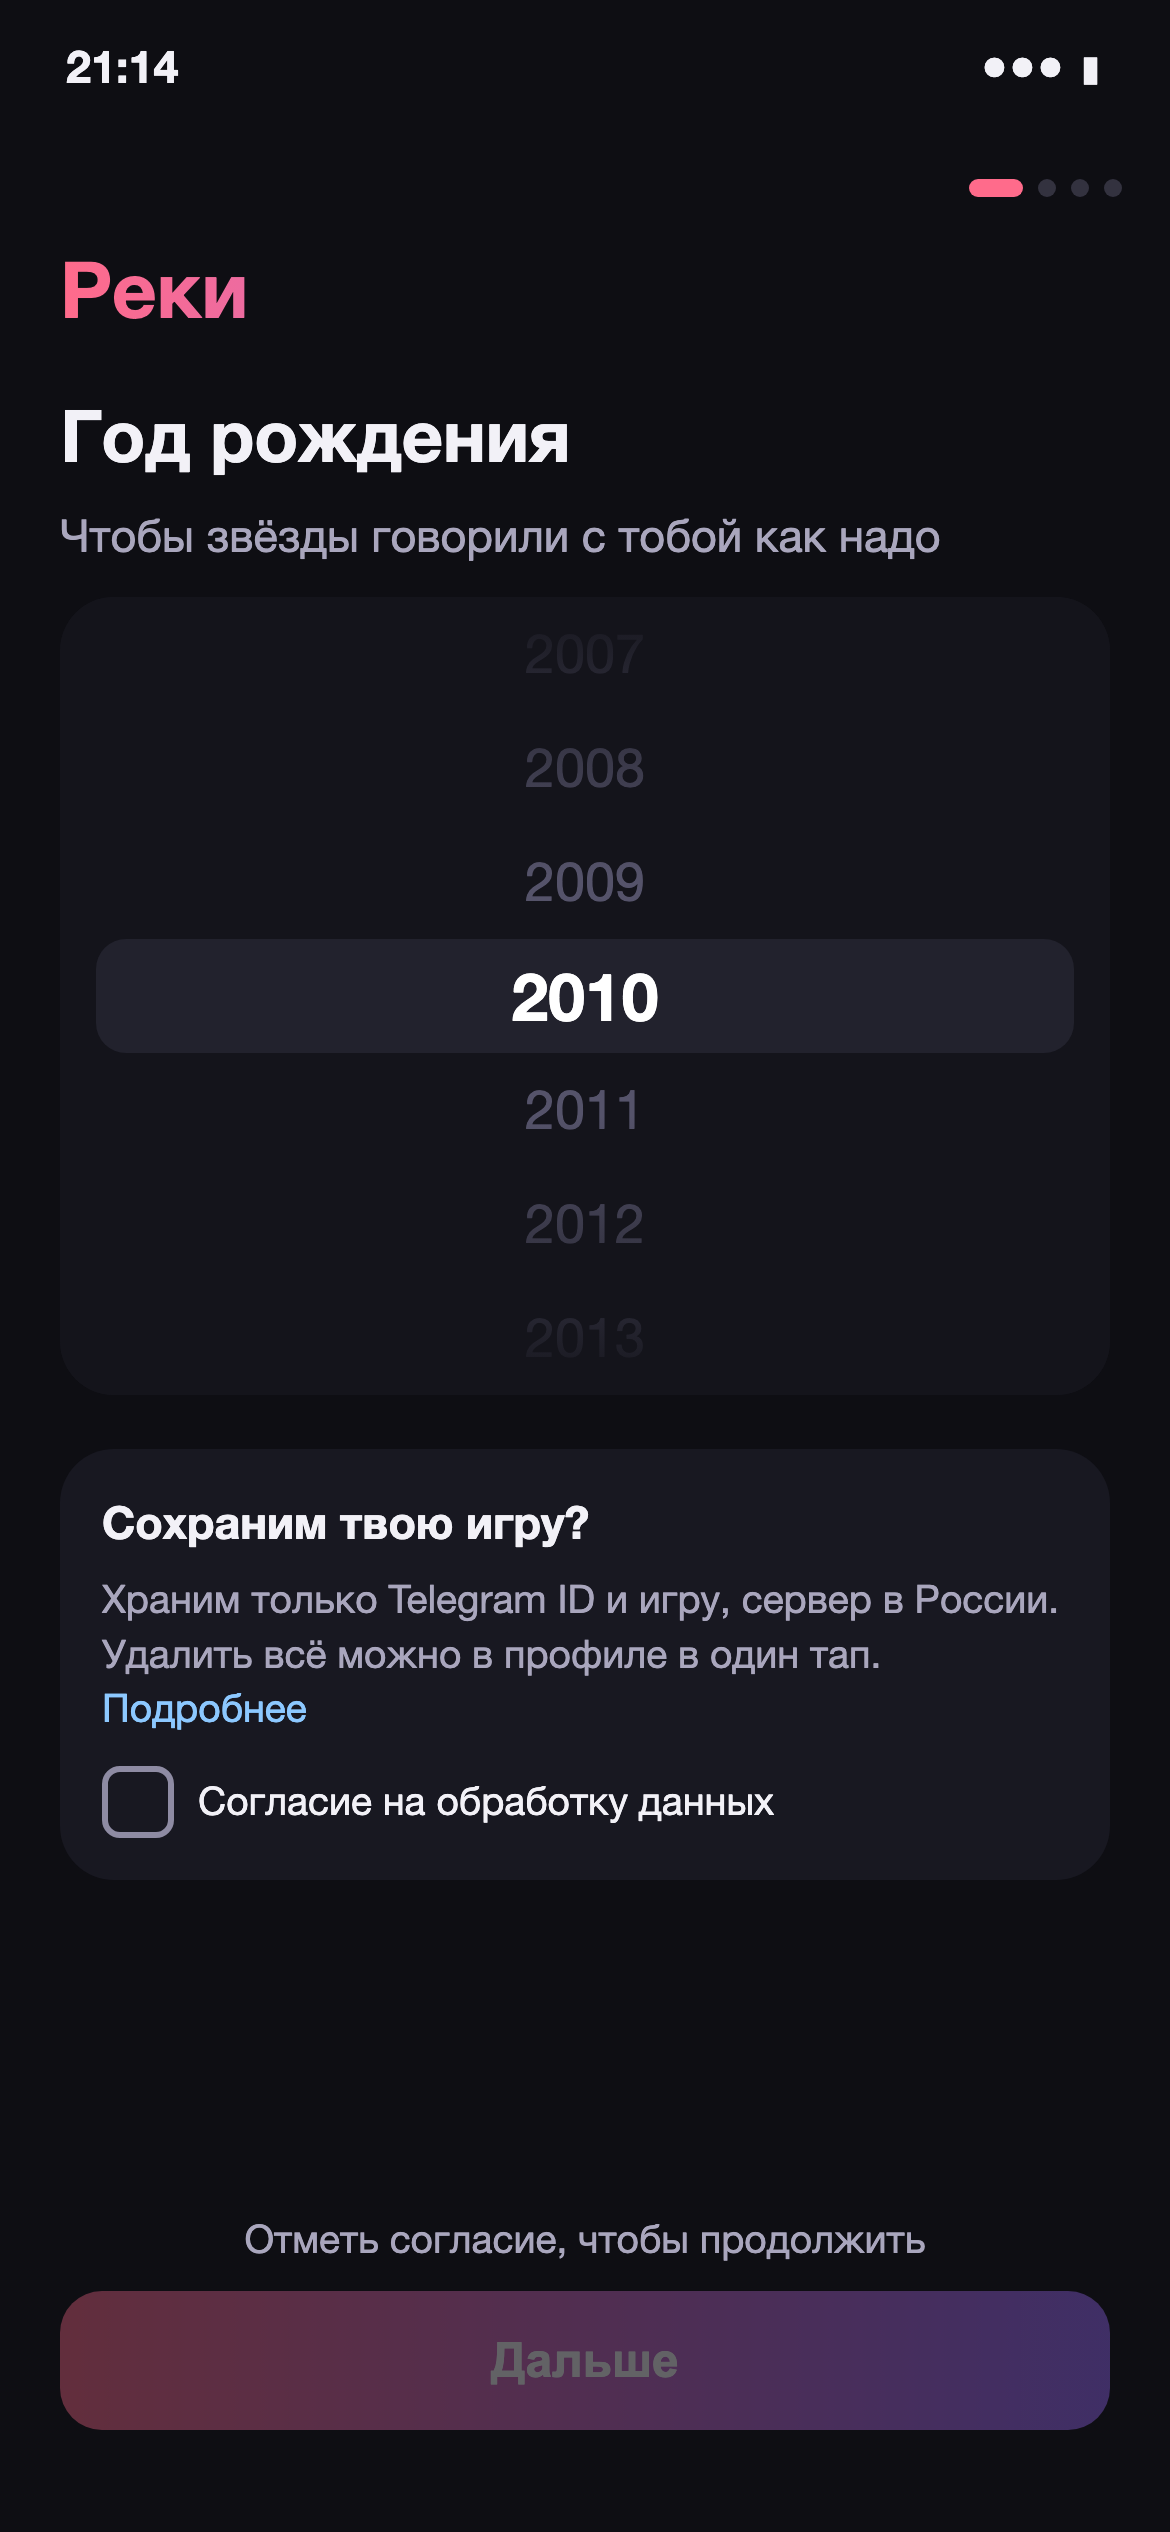 21:14
Реки
Год рождения
Чтобы звёзды говорили с тобой как надо
2007
2008
2009
2010
2011
2012
2013
Сохраним твою игру?
Храним только Telegram ID и игру, сервер в России.
Удалить всё можно в профиле в один тап.
Подробнее
Согласие на обработку данных
Отметь согласие, чтобы продолжить
Дальше